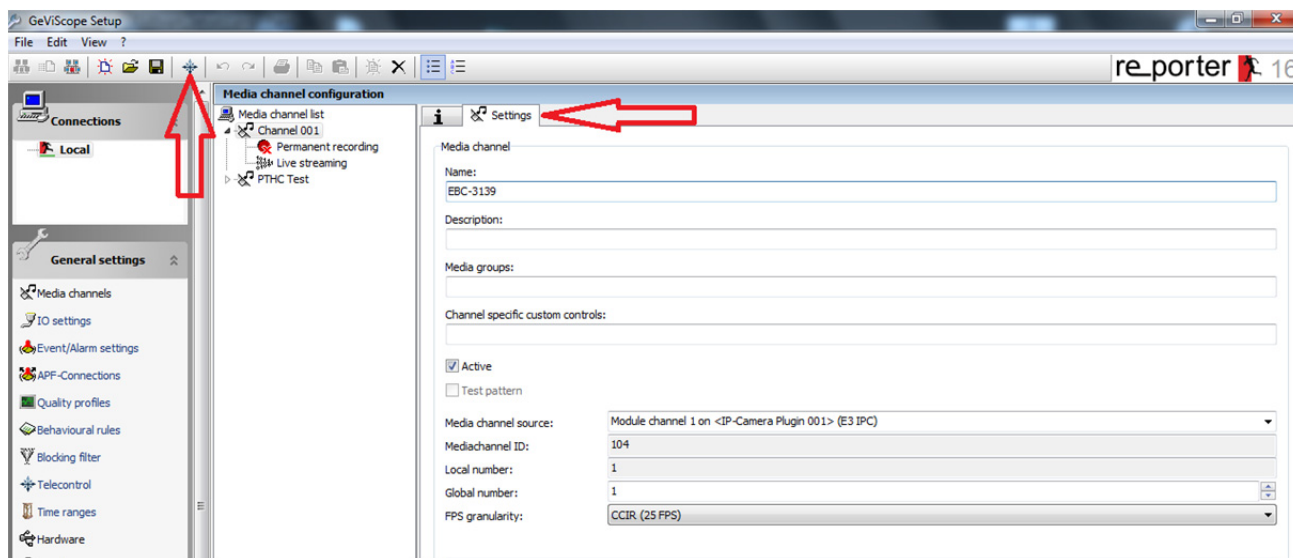 GeViScope Setup
File Edit View ?
re_porter 16
Connections
Local
General settings
Media channels
IO settings
Event/Alarm settings
APF-Connections
Quality profiles
Behavioural rules
Blocking filter
Telecontrol
Time ranges
Hardware
Media channel configuration
Media channel list
Channel 001
Permanent recording
Live streaming
PTHC Test
i Settings
Media channel
Name:
EBC-3139
Description:
Media groups:
Channel specific custom controls:
Active
Test pattern
Media channel source: Module channel 1 on <IP-Camera Plugin 001> (E3 IPC)
Mediachannel ID: 104
Local number: 1
Global number: 1
FPS granularity: CCIR (25 FPS)